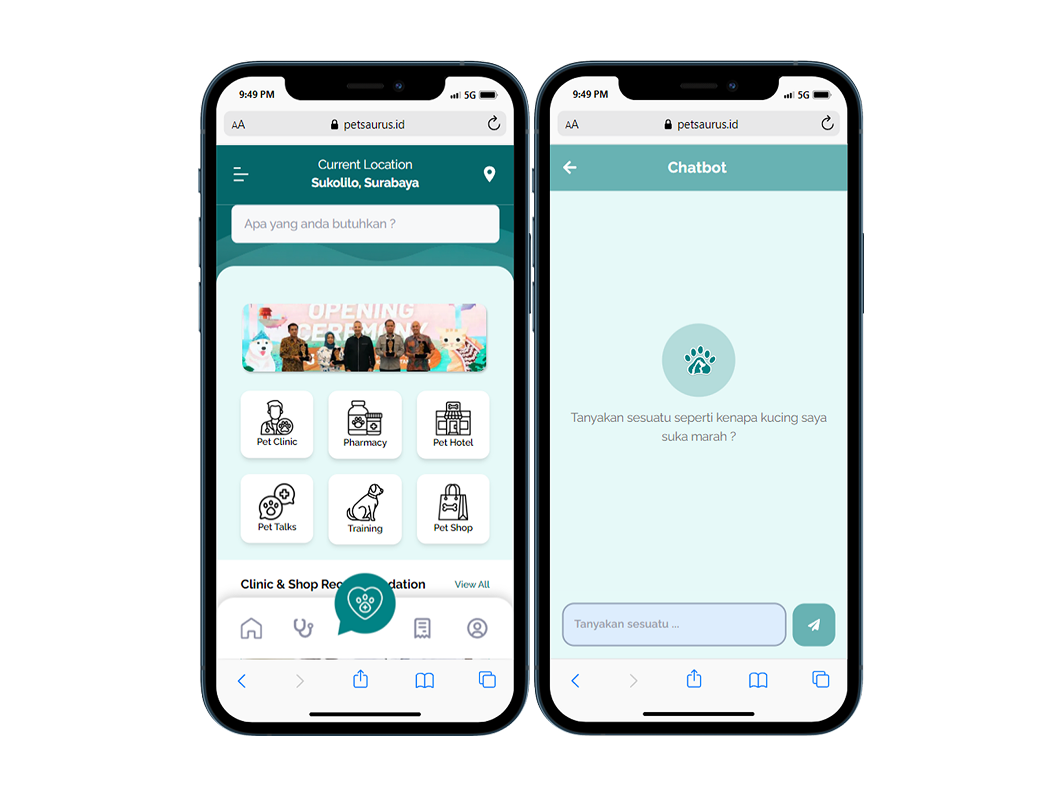 9:49 PM
5G
AA
petsaurus.id
Current Location
Sukolilo, Surabaya
Apa yang anda butuhkan ?
OPENING
CEREMONY
Pet Clinic
Pharmacy
Pet Hotel
Pet Talks
Training
Pet Shop
Clinic & Shop Rec dation
View All
9:49 PM
5G
AA
petsaurus.id
Chatbot
Tanyakan sesuatu seperti kenapa kucing saya
suka marah ?
Tanyakan sesuatu ...